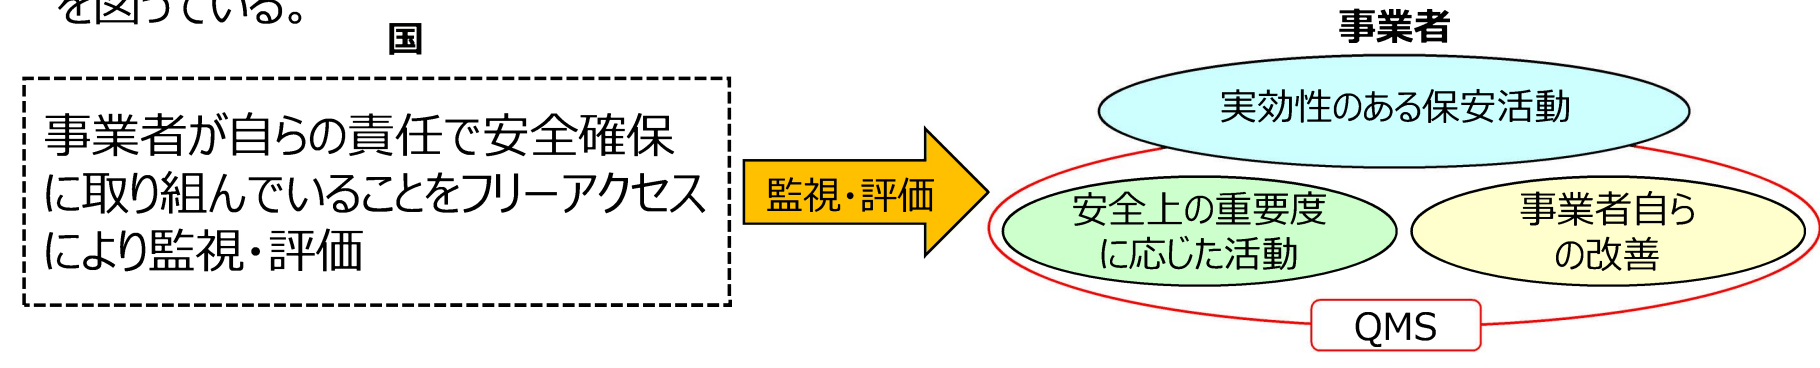 を図っている。
国
事業者が自らの責任で安全確保
に取り組んでいることをフリーアクセス
により監視・評価
監視・評価
事業者
実効性のある保安活動
安全上の重要度
に応じた活動
事業者自ら
の改善
QMS